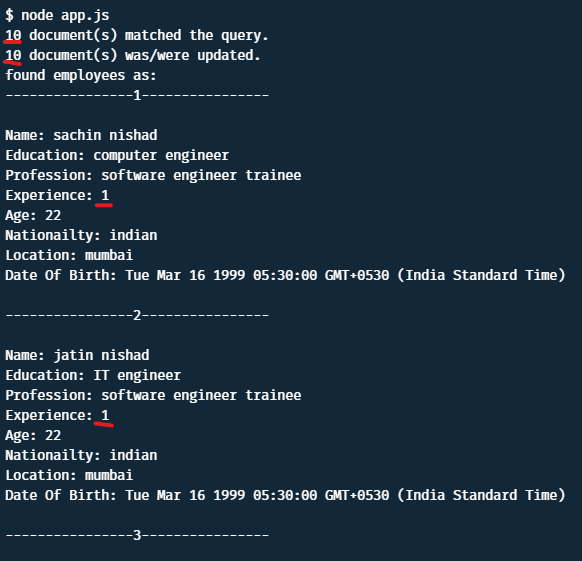 $ node app.js
10 document(s) matched the query.
10 document(s) was/were updated.
found employees as:
----------------1----------------
Name: sachin nishad
Education: computer engineer
Profession: software engineer trainee
Experience: 1
Age: 22
Nationailty: indian
Location: mumbai
Date Of Birth: Tue Mar 16 1999 05:30:00 GMT+0530 (India Standard Time)
----------------2----------------
Name: jatin nishad
Education: IT engineer
Profession: software engineer trainee
Experience: 1
Age: 22
Nationailty: indian
Location: mumbai
Date Of Birth: Tue Mar 16 1999 05:30:00 GMT+0530 (India Standard Time)
----------------3----------------